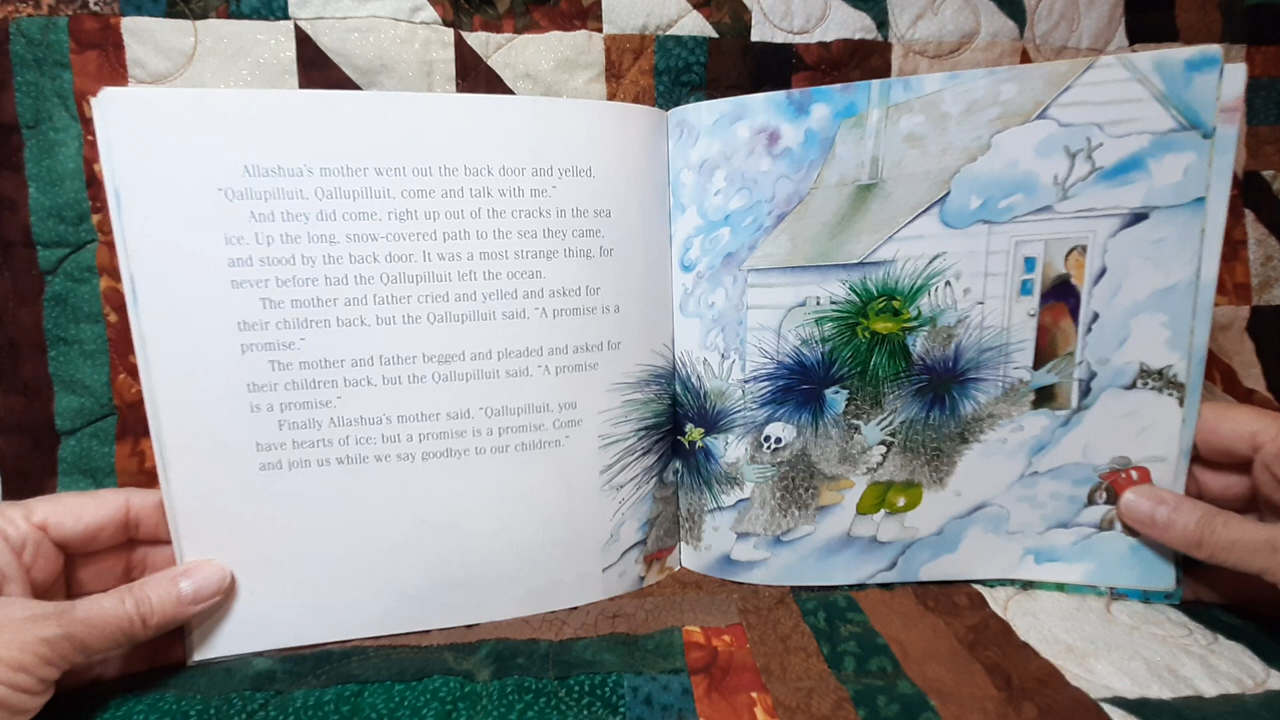 Allashua's mother went out the back door and yelled,
"Qallupilluit, Qallupilluit, come and talk with me."
And they did come, right up out of the cracks in the sea
ice. Up the long, snow-covered path to the sea they came,
and stood by the back door. It was a most strange thing, for
never before had the Qallupilluit left the ocean.
The mother and father cried and yelled and asked for
their children back, but the Qallupilluit said, "A promise is a
promise."
The mother and father begged and pleaded and asked for
their children back, but the Qallupilluit said, "A promise
is a promise."
Finally Allashua's mother said, "Qallupilluit, you
have hearts of ice; but a promise is a promise. Come
and join us while we say goodbye to our children."